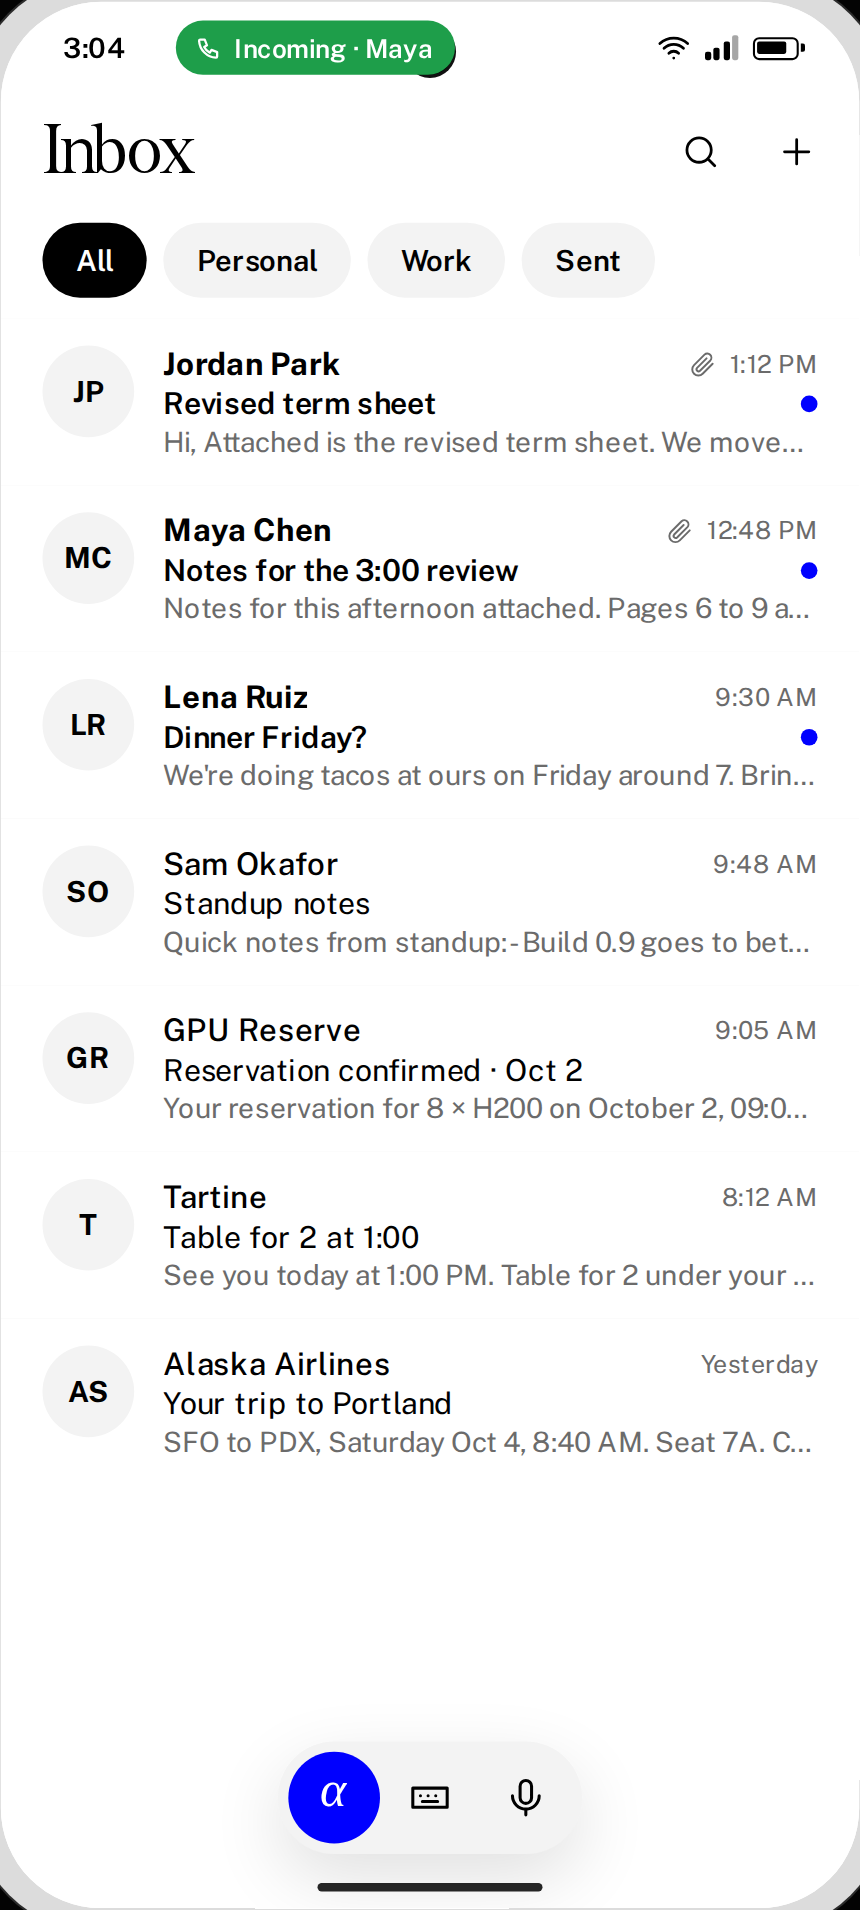 3:04
Incoming · Maya
Inbox
All
Personal
Work
Sent
JP
Jordan Park
1:12 PM
Revised term sheet
Hi, Attached is the revised term sheet. We move...
MC
Maya Chen
12:48 PM
Notes for the 3:00 review
Notes for this afternoon attached. Pages 6 to 9 a...
LR
Lena Ruiz
9:30 AM
Dinner Friday?
We're doing tacos at ours on Friday around 7. Brin...
SO
Sam Okafor
9:48 AM
Standup notes
Quick notes from standup: - Build 0.9 goes to bet...
GR
GPU Reserve
9:05 AM
Reservation confirmed · Oct 2
Your reservation for 8 × H200 on October 2, 09:0...
T
Tartine
8:12 AM
Table for 2 at 1:00
See you today at 1:00 PM. Table for 2 under your ...
AS
Alaska Airlines
Yesterday
Your trip to Portland
SFO to PDX, Saturday Oct 4, 8:40 AM. Seat 7A. C...
α